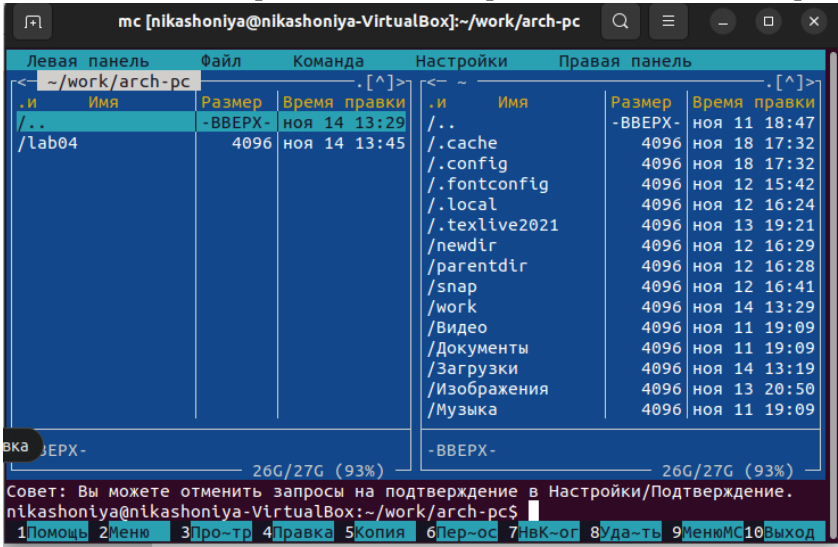 mc [nikashoniya@nikashoniya-VirtualBox]:~/work/arch-pc
Левая панель Файл Команда Настройки Правая панель
<— ~/work/arch-pc .[^]> <— ~ .[^]>
.и Имя Размер Время правки .и Имя Размер Время правки
/.. -ВВЕРХ- ноя 14 13:29 /.. -ВВЕРХ- ноя 11 18:47
/lab04 4096 ноя 14 13:45 /.cache 4096 ноя 18 17:32
/.config 4096 ноя 18 17:32
/.fontconfig 4096 ноя 12 15:42
/.local 4096 ноя 12 16:24
/.texlive2021 4096 ноя 13 19:21
/newdir 4096 ноя 12 16:29
/parentdir 4096 ноя 12 16:28
/snap 4096 ноя 12 16:41
/work 4096 ноя 14 13:29
/Видео 4096 ноя 11 19:09
/Документы 4096 ноя 11 19:09
/Загрузки 4096 ноя 14 13:19
/Изображения 4096 ноя 13 20:50
/Музыка 4096 ноя 11 19:09
вка ВЕРХ- -ВВЕРХ-
26G/27G (93%) 26G/27G (93%)
Совет: Вы можете отменить запросы на подтверждение в Настройки/Подтверждение.
nikashoniya@nikashoniya-VirtualBox:~/work/arch-pc$
1Помощь 2Меню 3Про~тр 4Правка 5Копия 6Пер~ос 7НвК~ог 8Уда~ть 9МенюMC 10Выход